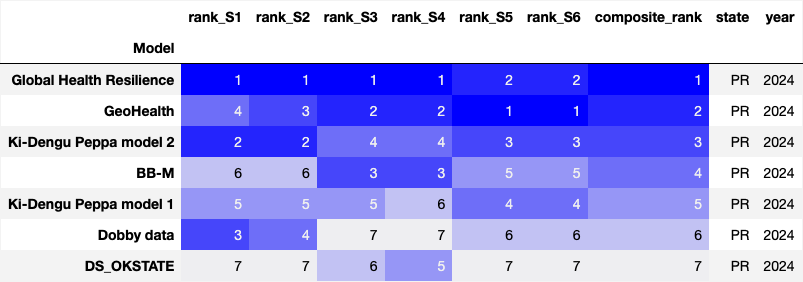 rank_S1 rank_S2 rank_S3 rank_S4 rank_S5 rank_S6 composite_rank state year
Model
Global Health Resilience 1 1 1 1 2 2 1 PR 2024
GeoHealth 4 3 2 2 1 1 2 PR 2024
Ki-Dengu Peppa model 2 2 2 4 4 3 3 3 PR 2024
BB-M 6 6 3 3 5 5 4 PR 2024
Ki-Dengu Peppa model 1 5 5 5 6 4 4 5 PR 2024
Dobby data 3 4 7 7 6 6 6 PR 2024
DS_OKSTATE 7 7 6 5 7 7 7 PR 2024